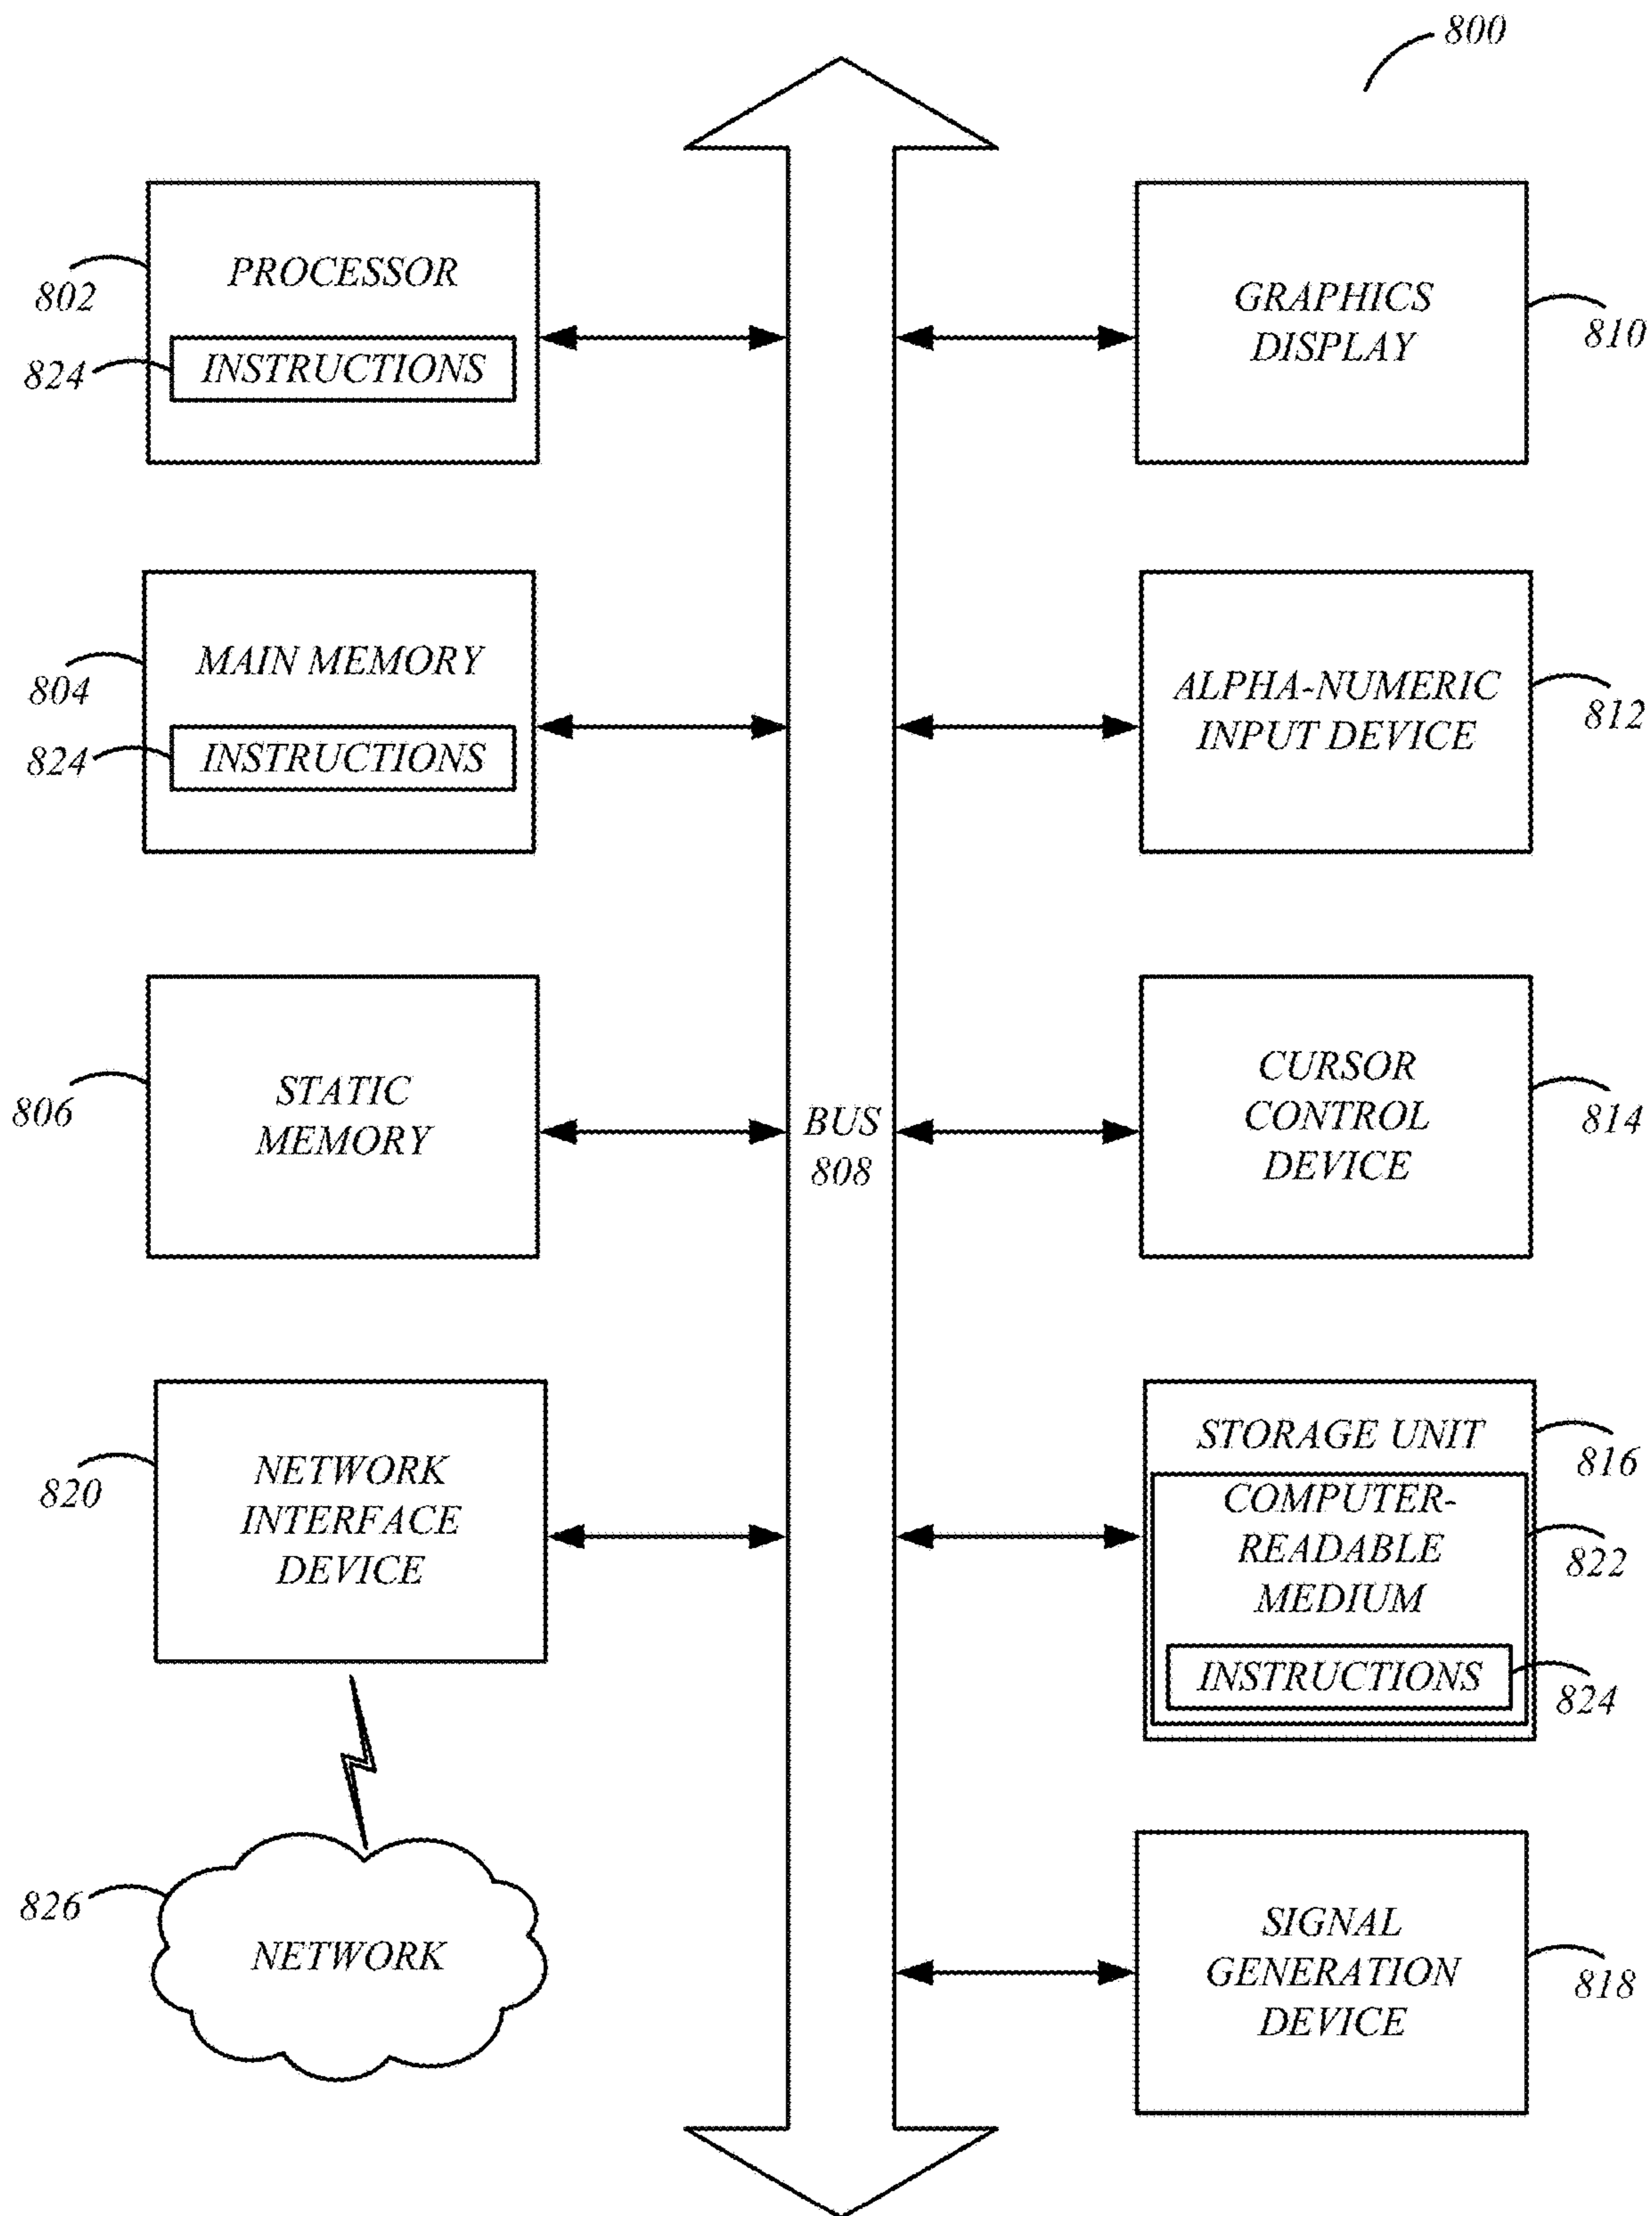 800
PROCESSOR
802
INSTRUCTIONS
824
GRAPHICS
DISPLAY
810
MAIN MEMORY
804
INSTRUCTIONS
824
ALPHA-NUMERIC
INPUT DEVICE
812
STATIC
MEMORY
806
BUS
808
CURSOR
CONTROL
DEVICE
814
NETWORK
INTERFACE
DEVICE
820
STORAGE UNIT
816
COMPUTER-
READABLE
MEDIUM
822
INSTRUCTIONS
824
826
NETWORK
SIGNAL
GENERATION
DEVICE
818